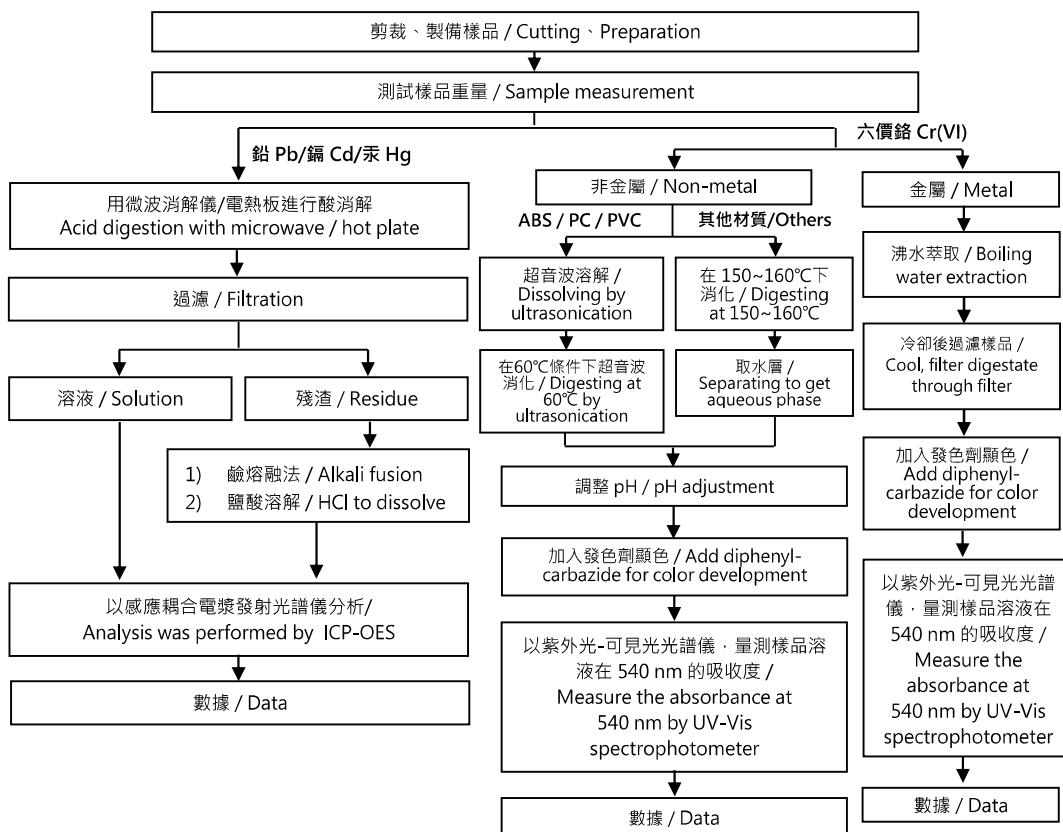 剪裁、製備樣品 / Cutting、Preparation
測試樣品重量 / Sample measurement
鉛 Pb/鎘 Cd/汞 Hg
用微波消解儀/電熱板進行酸消解
Acid digestion with microwave / hot plate
過濾 / Filtration
溶液 / Solution
殘渣 / Residue
1) 鹼熔融法 / Alkali fusion
2) 鹽酸溶解 / HCl to dissolve
以感應耦合電漿發射光譜儀分析/
Analysis was performed by ICP-OES
數據 / Data
六價鉻 Cr(VI)
非金屬 / Non-metal
ABS / PC / PVC
其他材質/Others
超音波溶解 /
Dissolving by
ultrasonication
在 150~160℃下
消化 / Digesting
at 150~160℃
在60℃條件下超音波
消化 / Digesting at
60℃ by
ultrasonication
取水層 /
Separating to get
aqueous phase
調整 pH / pH adjustment
加入發色劑顯色 / Add diphenyl-
carbazide for color development
以紫外光-可見光光譜儀，量測樣品溶
液在 540 nm 的吸收度 /
Measure the absorbance at
540 nm by UV-Vis
spectrophotometer
數據 / Data
金屬 / Metal
沸水萃取 / Boiling
water extraction
冷卻後過濾樣品 /
Cool, filter digestate
through filter
加入發色劑顯色 /
Add diphenyl-
carbazide for color
development
以紫外光-可見光光譜
儀，量測樣品溶液在
540 nm 的吸收度 /
Measure the
absorbance at
540 nm by UV-Vis
spectrophotometer
數據 / Data